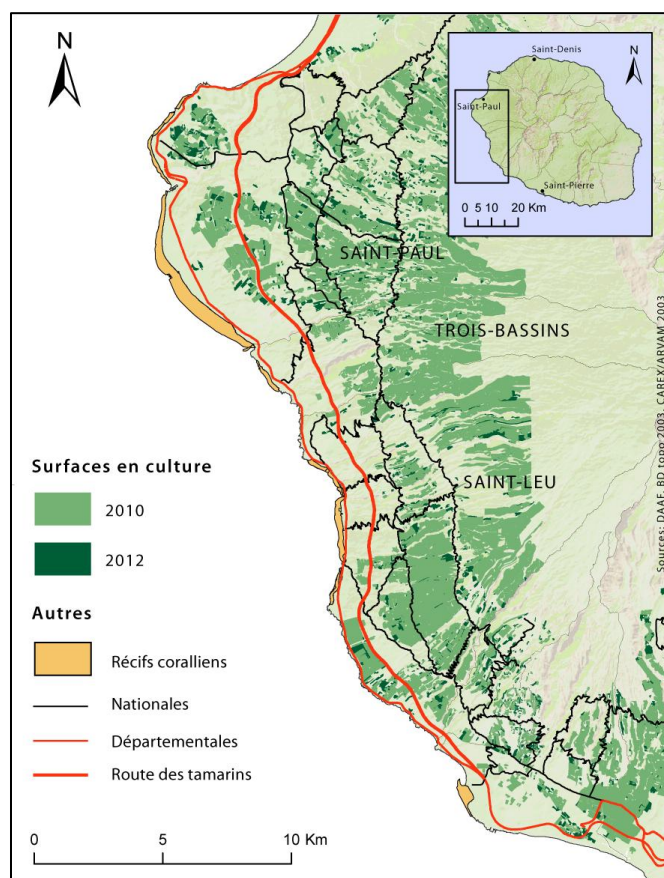 N
Saint-Denis
N
Saint-Paul
Saint-Pierre
0 5 10 20 Km
SAINT-PAUL
TROIS-BASSINS
SAINT-LEU
Surfaces en culture
2010
2012
Autres
Récifs coralliens
Nationales
Départementales
Route des tamarins
0 5 10 Km
Sources: DAAF, BD topo 2003, CAREX/ARVAM 2003